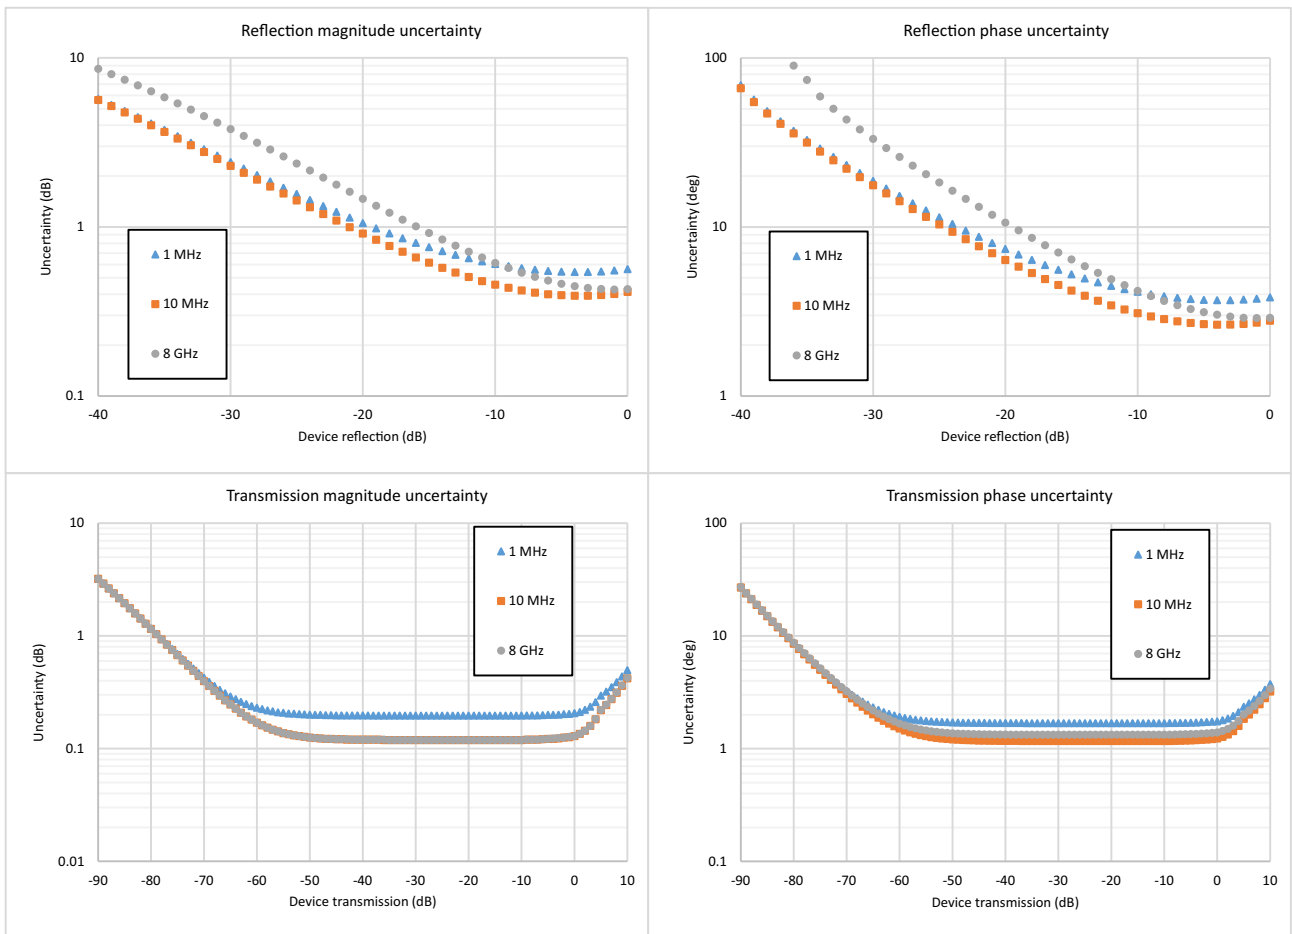 Reflection magnitude uncertainty
10
1
0.1
Uncertainty (dB)
1 MHz
10 MHz
8 GHz
-40
-30
-20
-10
0
Device reflection (dB)
Reflection phase uncertainty
100
10
1
Uncertainty (deg)
1 MHz
10 MHz
8 GHz
-40
-30
-20
-10
0
Device reflection (dB)
Transmission magnitude uncertainty
10
1
0.1
0.01
Uncertainty (dB)
1 MHz
10 MHz
8 GHz
-90
-80
-70
-60
-50
-40
-30
-20
-10
0
10
Device transmission (dB)
Transmission phase uncertainty
100
10
1
0.1
Uncertainty (deg)
1 MHz
10 MHz
8 GHz
-90
-80
-70
-60
-50
-40
-30
-20
-10
0
10
Device transmission (dB)